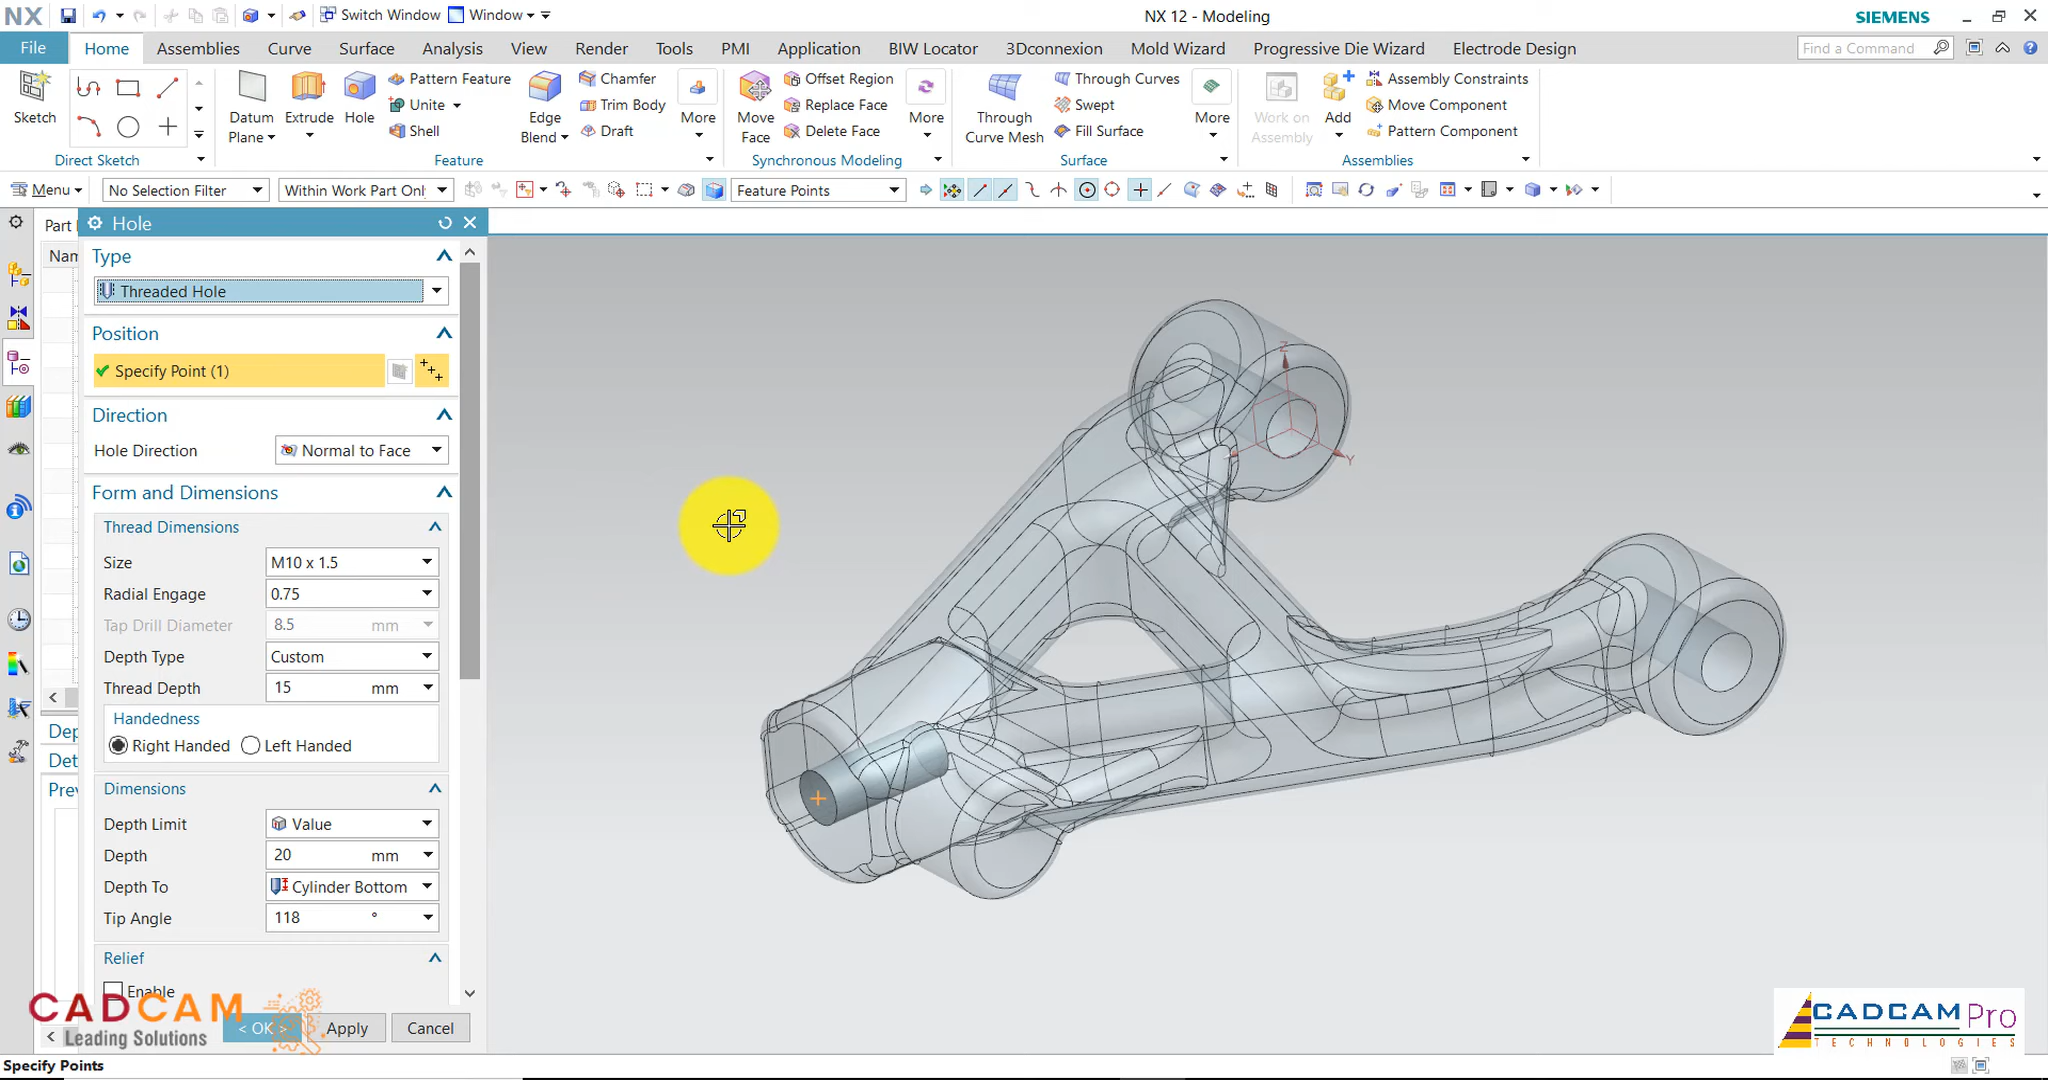 NX
Switch Window
Window
NX 12 - Modeling
SIEMENS
File
Home
Assemblies
Curve
Surface
Analysis
View
Render
Tools
PMI
Application
BIW Locator
3Dconnexion
Mold Wizard
Progressive Die Wizard
Electrode Design
Find a Command
Sketch
Direct Sketch
Datum Plane
Extrude
Hole
Pattern Feature
Unite
Shell
Edge Blend
Chamfer
Trim Body
Draft
More
Feature
Move Face
Offset Region
Replace Face
Delete Face
More
Synchronous Modeling
Through Curve Mesh
Through Curves
Swept
Fill Surface
More
Surface
Work on Assembly
Add
Assembly Constraints
Move Component
Pattern Component
Assemblies
Menu
No Selection Filter
Within Work Part Onl
Feature Points
Part
Nam
Hole
Type
Threaded Hole
Position
Specify Point (1)
Direction
Hole Direction
Normal to Face
Form and Dimensions
Thread Dimensions
Size
M10 x 1.5
Radial Engage
0.75
Tap Drill Diameter
8.5 mm
Depth Type
Custom
Thread Depth
15 mm
Handedness
Right Handed
Left Handed
Dimensions
Depth Limit
Value
Depth
20 mm
Depth To
Cylinder Bottom
Tip Angle
118 °
Relief
Enable
< OK >
Apply
Cancel
Dep
Det
Prev
Z
Y
CADCAM
Leading Solutions
CADCAM Pro
TECHNOLOGIES
Specify Points